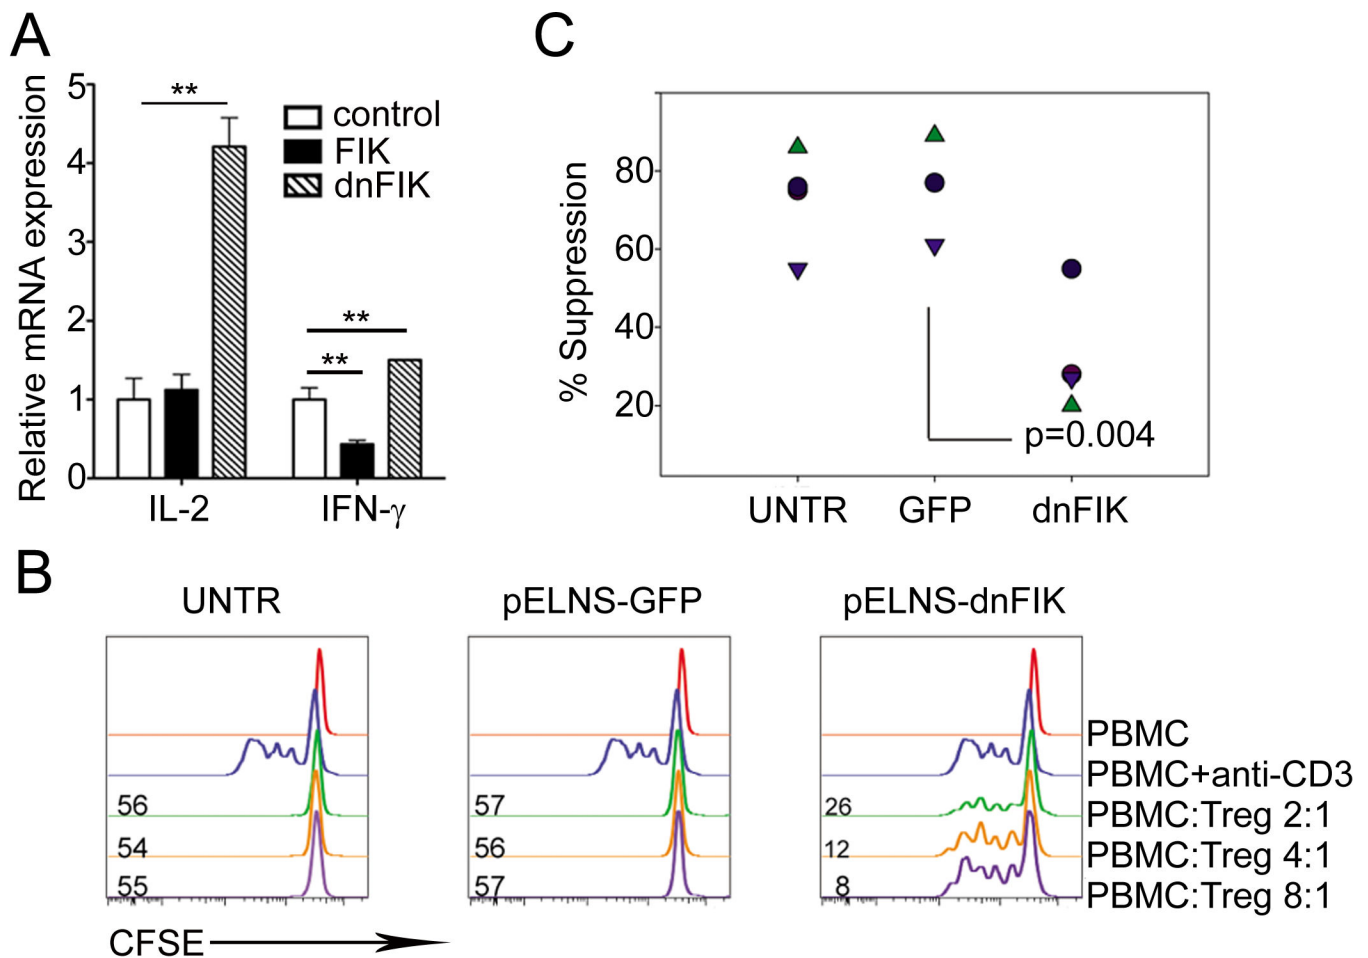 A
Relative mRNA expression
5
4
3
2
1
0
**
**
**
control
FIK
dnFIK
IL-2
IFN-γ
C
% Suppression
80
60
40
20
p=0.004
UNTR GFP dnFIK
B
UNTR pELNS-GFP pELNS-dnFIK
PBMC
PBMC+anti-CD3
56 57 26 PBMC:Treg 2:1
54 56 12 PBMC:Treg 4:1
55 57 8 PBMC:Treg 8:1
CFSE